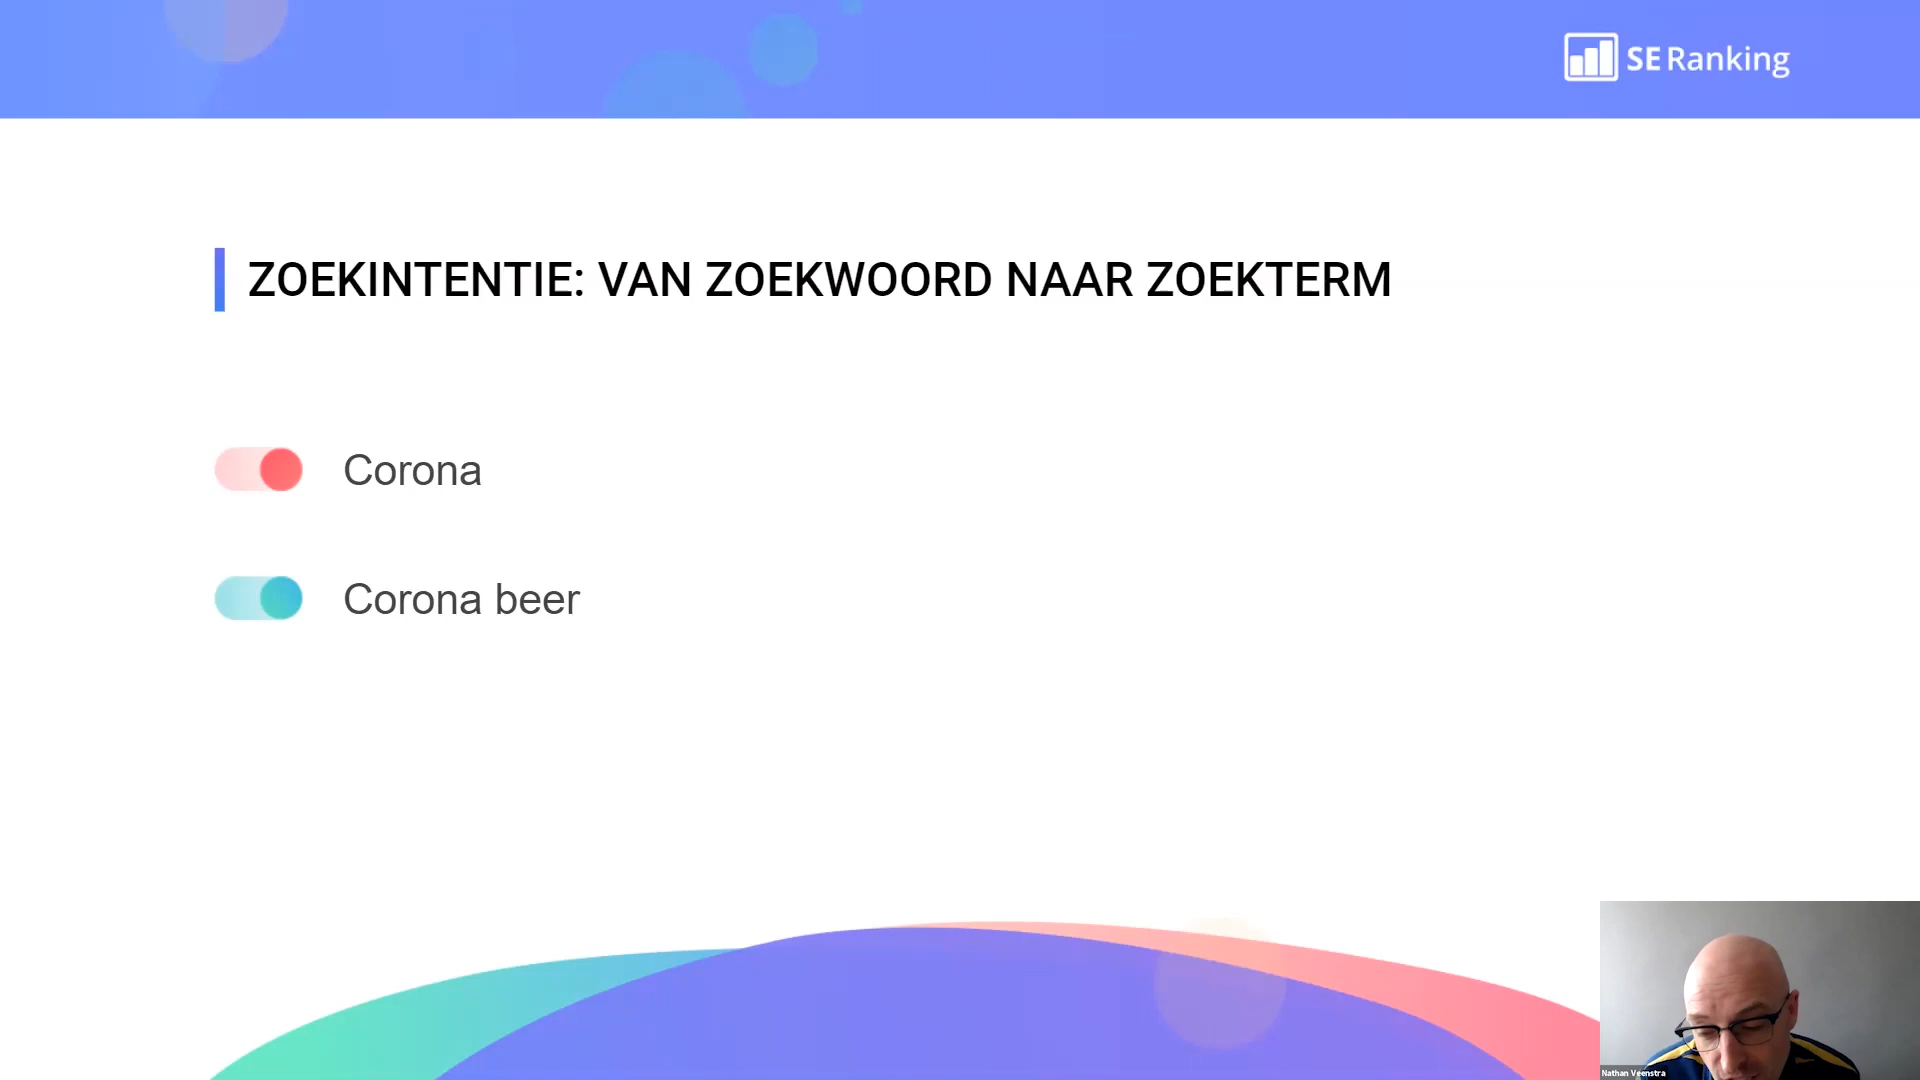 SE Ranking
ZOEKINTENTIE: VAN ZOEKWOORD NAAR ZOEKTERM
Corona
Corona beer
Nathan Veenstra